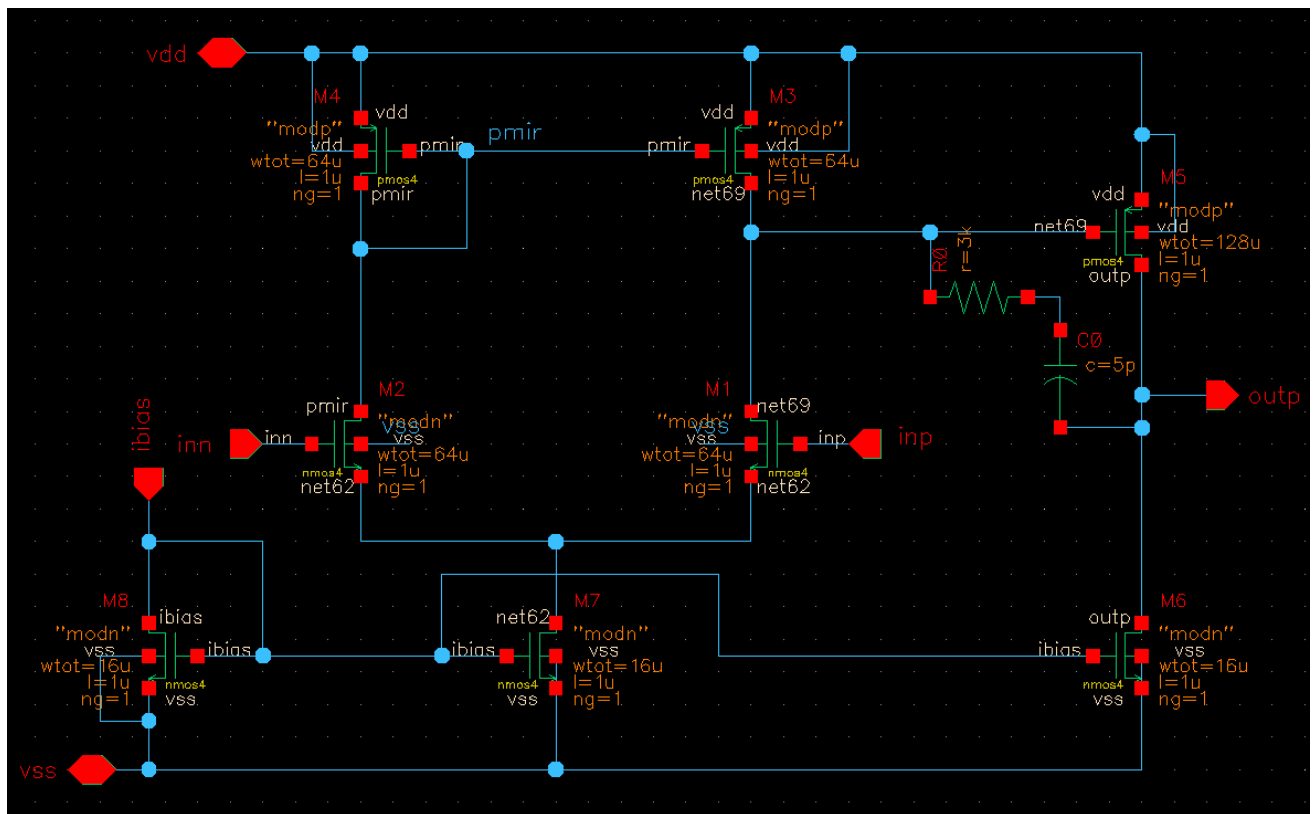 vdd
M4
vdd
"modp"
vdd
wtot=64u
l=1u
ng=1
pmir
pmos4
pmir
pmir
M3
vdd
"modp"
vdd
wtot=64u
l=1u
ng=1
pmir
pmos4
net69
M5
vdd
"modp"
vdd
wtot=128u
l=1u
ng=1
net69
pmos4
outp
R0
r=3k
C0
c=5p
outp
M2
pmir
"modn"
vss
vss
wtot=64u
l=1u
ng=1
inn
inn
nmos4
net62
M1
net69
"modn"
vss
vss
wtot=64u
l=1u
ng=1
inp
inp
nmos4
net62
ibias
M8
ibias
"modn"
vss
wtot=16u
l=1u
ng=1
ibias
nmos4
vss
M7
net62
"modn"
vss
wtot=16u
l=1u
ng=1
ibias
nmos4
vss
M6
outp
"modn"
vss
wtot=16u
l=1u
ng=1
ibias
nmos4
vss
vss